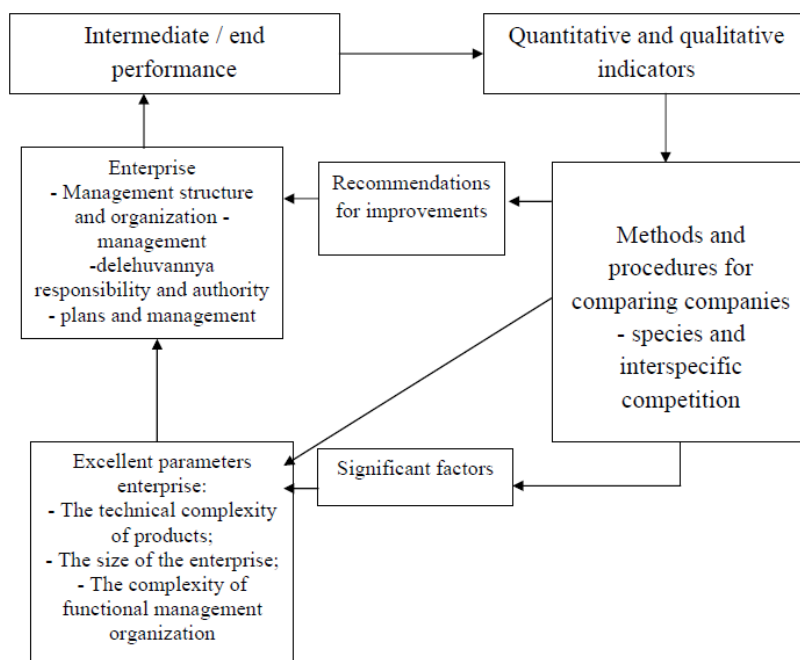 Intermediate / end
performance
Quantitative and qualitative
indicators
Enterprise
- Management structure
and organization -
management
-delehuvannya
responsibility and authority
- plans and management
Recommendations
for improvements
Methods and
procedures for
comparing companies
- species and
interspecific
competition
Excellent parameters
enterprise:
- The technical complexity
of products;
- The size of the enterprise;
- The complexity of
functional management
organization
Significant factors